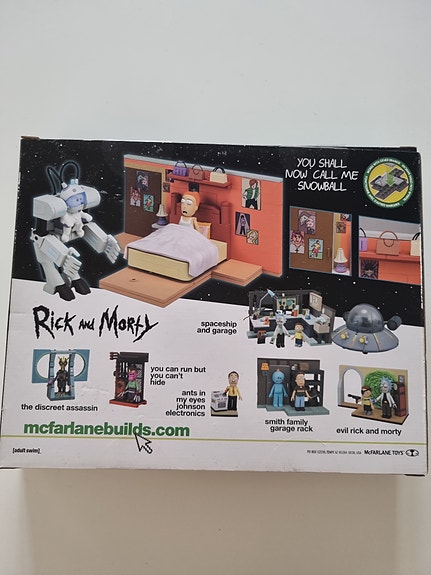 YOU SHALL
NOW CALL ME
SNOWBALL
Rick and Morty
spaceship
and garage
the discreet assassin
you can run but
you can't
hide
ants in
my eyes
johnson
electronics
smith family
garage rack
evil rick and morty
mcfarlanebuilds.com
[adult swim]
McFARLANE TOYS